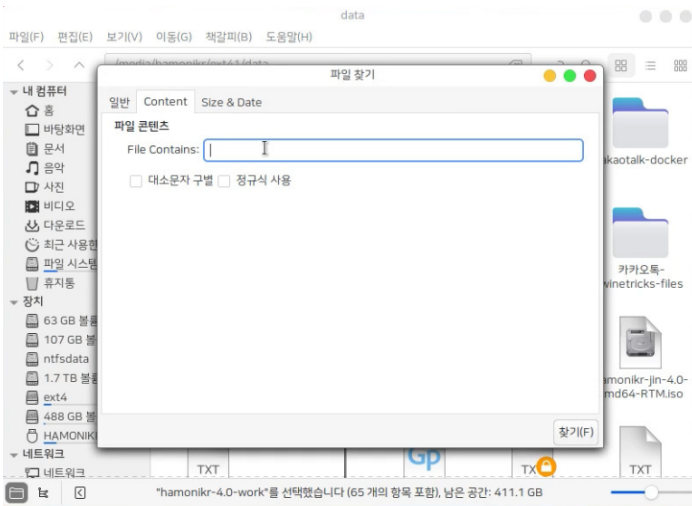 data
파일(F) 편집(E) 보기(V) 이동(G) 책갈피(B) 도움말(H)
/media/hamonikr/ext41/data
파일 찾기
내 컴퓨터
홈
바탕화면
문서
음악
사진
비디오
다운로드
최근 사용한
파일 시스템
휴지통
장치
63 GB 볼륨
107 GB 볼
ntfsdata
1.7 TB 볼륨
ext4
488 GB 볼
HAMONIK
네트워크
네트워크
일반 Content Size & Date
파일 콘텐츠
File Contains:
대소문자 구별 정규식 사용
찾기(F)
akaotalk-docker
카카오톡-
winetricks-files
amonikr-jin-4.0-
md64-RTM.iso
TXT
Gp
TX
TXT
"hamonikr-4.0-work"를 선택했습니다 (65 개의 항목 포함), 남은 공간: 411.1 GB